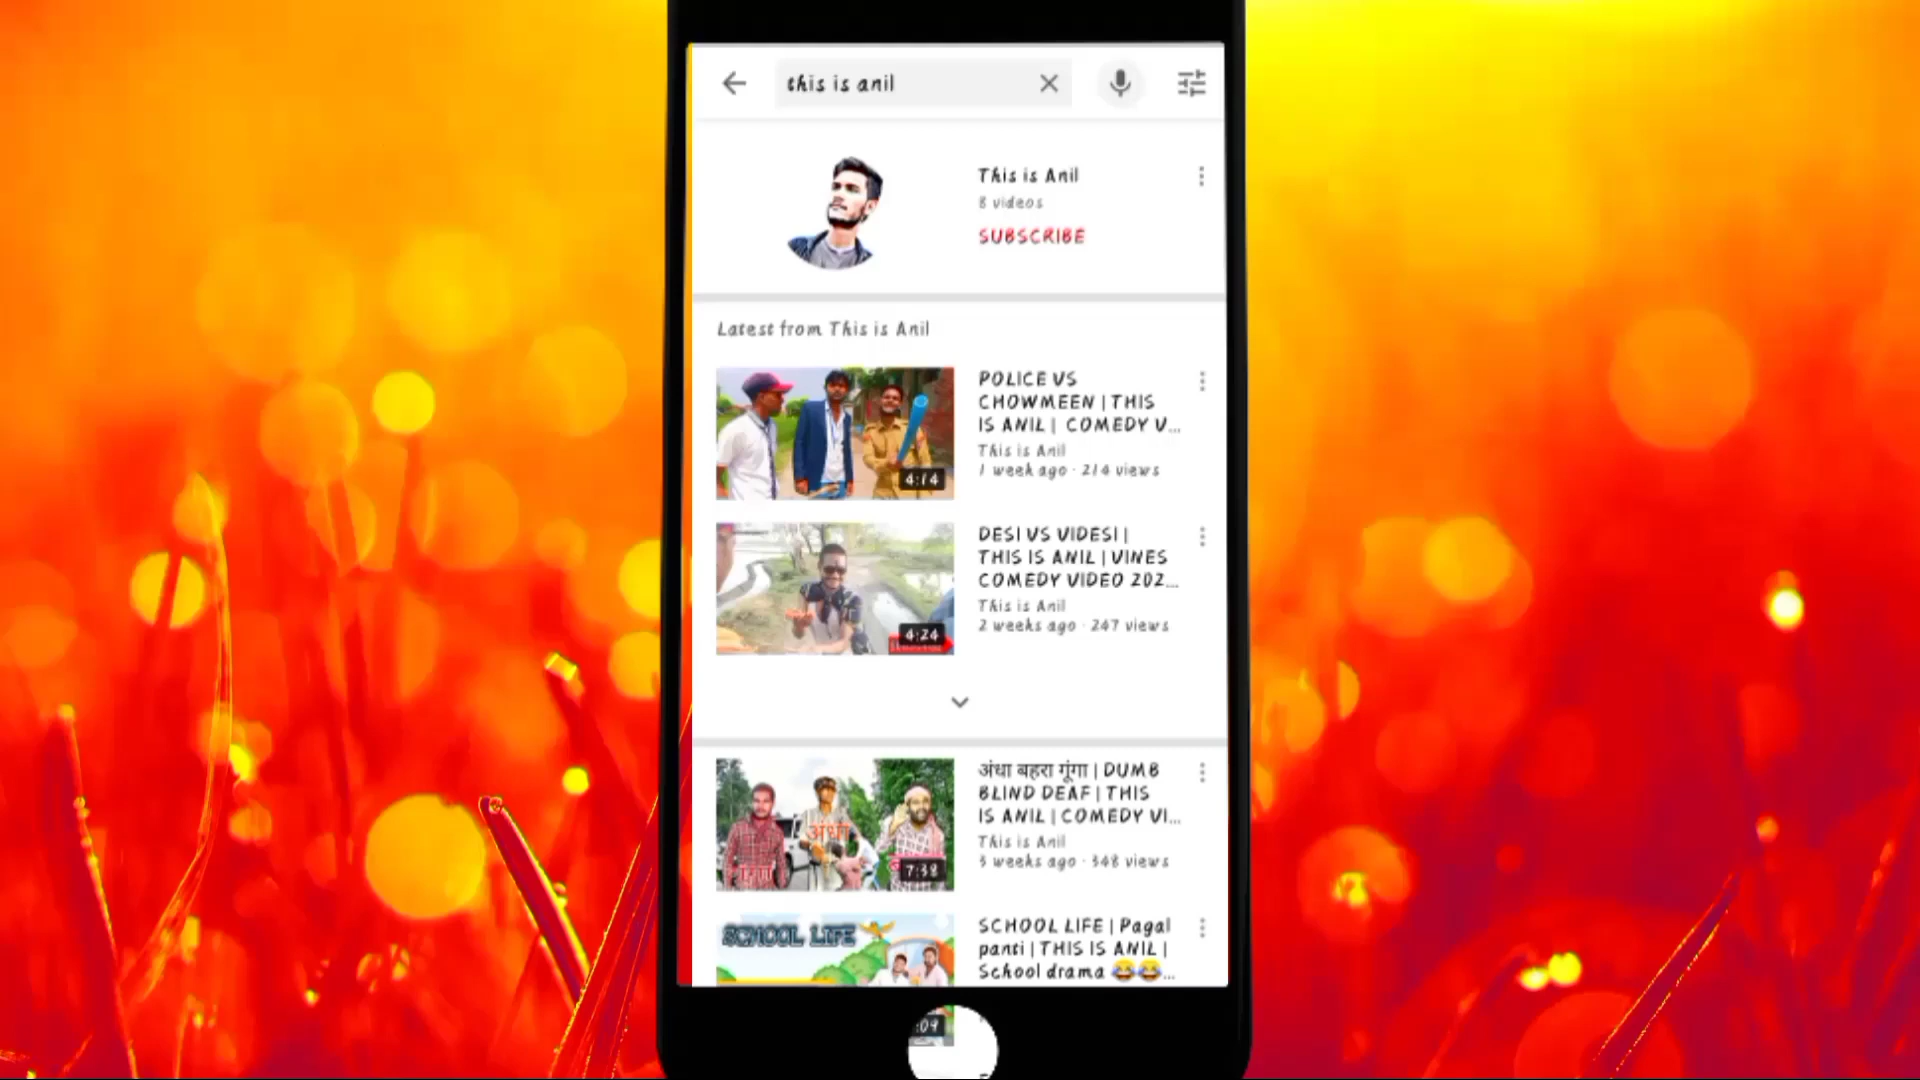 this is anil
This is Anil
8 videos
SUBSCRIBE
Latest from This is Anil
POLICE VS
CHOWMEEN | THIS
IS ANIL | COMEDY V...
This is Anil
1 week ago · 214 views
4:14
DESI VS VIDESI |
THIS IS ANIL | VINES
COMEDY VIDEO 202...
This is Anil
2 weeks ago · 247 views
4:24
अंधा बहरा गूंगा | DUMB
BLIND DEAF | THIS
IS ANIL | COMEDY VI...
This is Anil
3 weeks ago · 348 views
अंधा
7:38
SCHOOL LIFE
SCHOOL LIFE | Pagal
panti | THIS IS ANIL |
School drama 😂😂...
:09